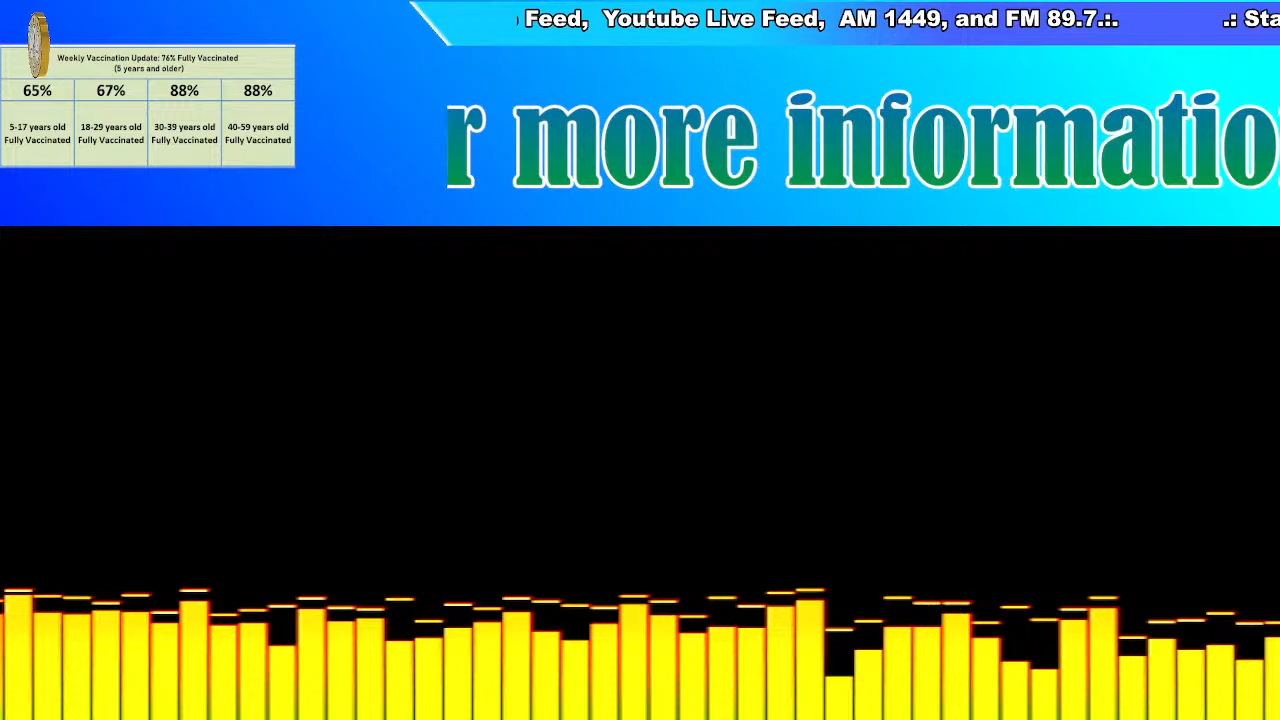 Feed, Youtube Live Feed, AM 1449, and FM 89.7.:. .: Sta
Weekly Vaccination Update: 76% Fully Vaccinated
(5 years and older)
65% 67% 88% 88%
5-17 years old 18-29 years old 30-39 years old 40-59 years old
Fully Vaccinated Fully Vaccinated Fully Vaccinated Fully Vaccinated
r more informatio